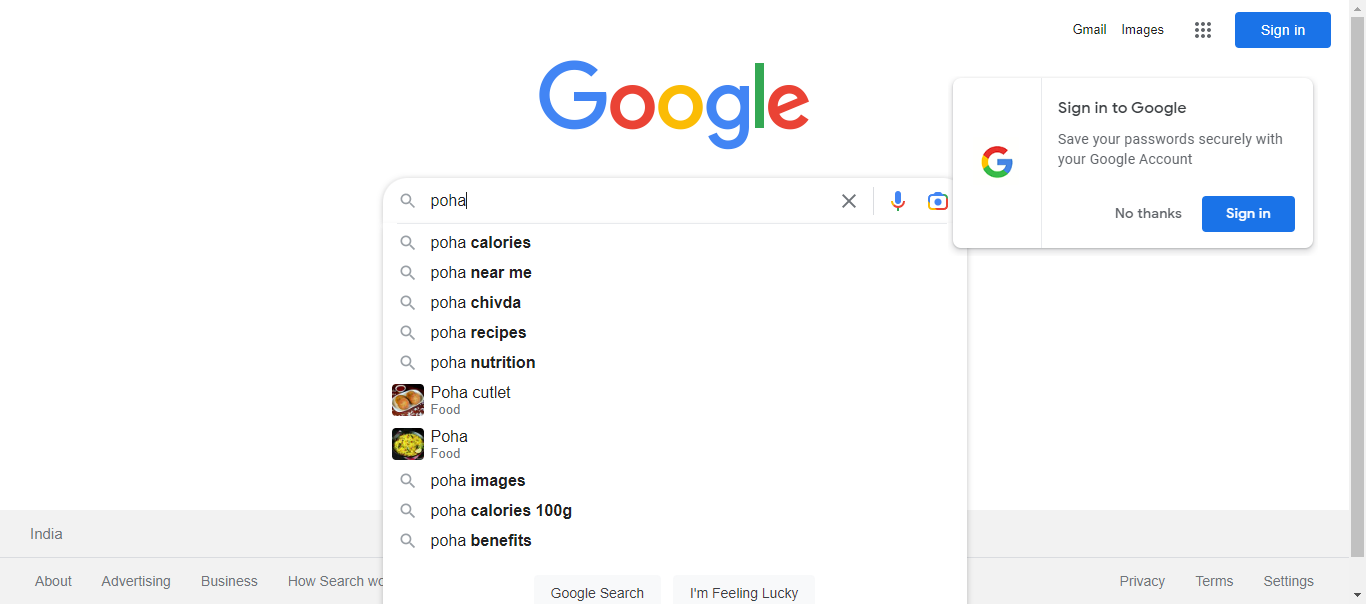 Gmail Images Sign in
Google
Sign in to Google
Save your passwords securely with
your Google Account
No thanks Sign in
poha
poha calories
poha near me
poha chivda
poha recipes
poha nutrition
Poha cutlet
Food
Poha
Food
poha images
poha calories 100g
poha benefits
Google Search I'm Feeling Lucky
India
About Advertising Business How Search Privacy Terms Settings